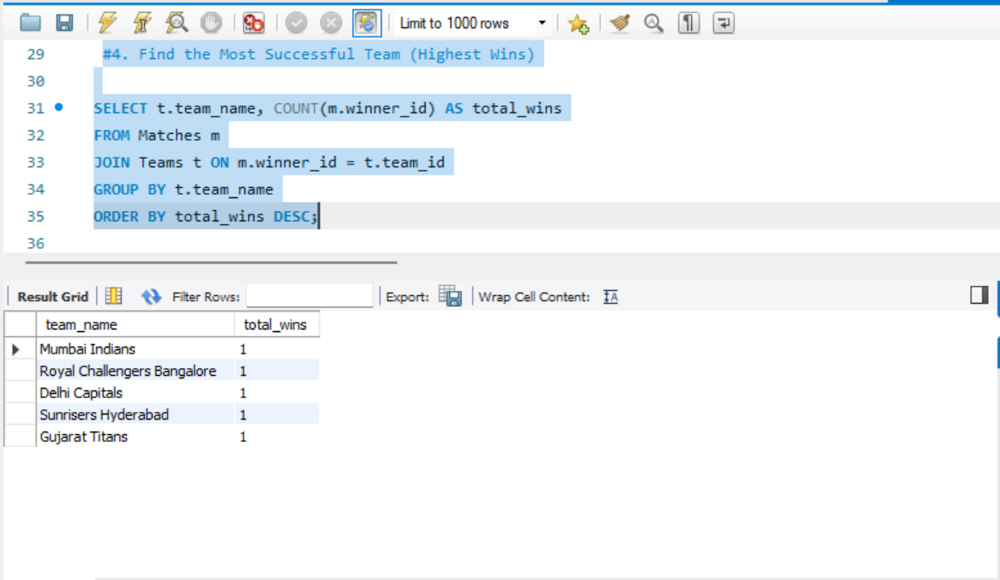 Limit to 1000 rows
29 #4. Find the Most Successful Team (Highest Wins)
30
31 SELECT t.team_name, COUNT(m.winner_id) AS total_wins
32 FROM Matches m
33 JOIN Teams t ON m.winner_id = t.team_id
34 GROUP BY t.team_name
35 ORDER BY total_wins DESC;
36
Result Grid Filter Rows: Export: Wrap Cell Content: IA
team_name total_wins
Mumbai Indians 1
Royal Challengers Bangalore 1
Delhi Capitals 1
Sunrisers Hyderabad 1
Gujarat Titans 1